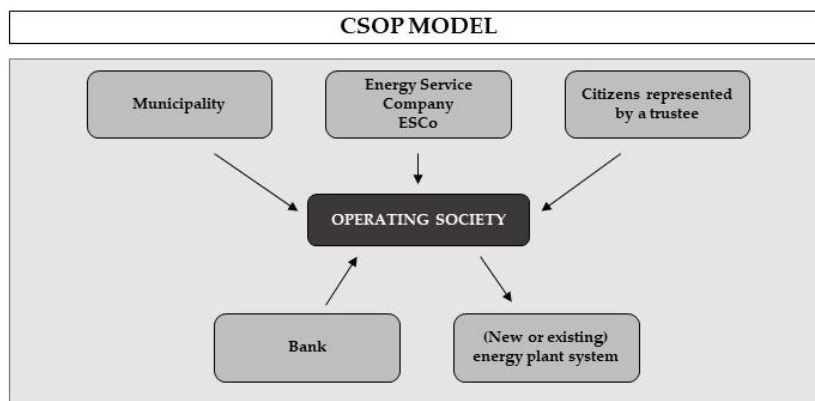 CSOP MODEL
Municipality
Energy Service
Company
ESCo
Citizens represented
by a trustee
OPERATING SOCIETY
Bank
(New or existing)
energy plant system